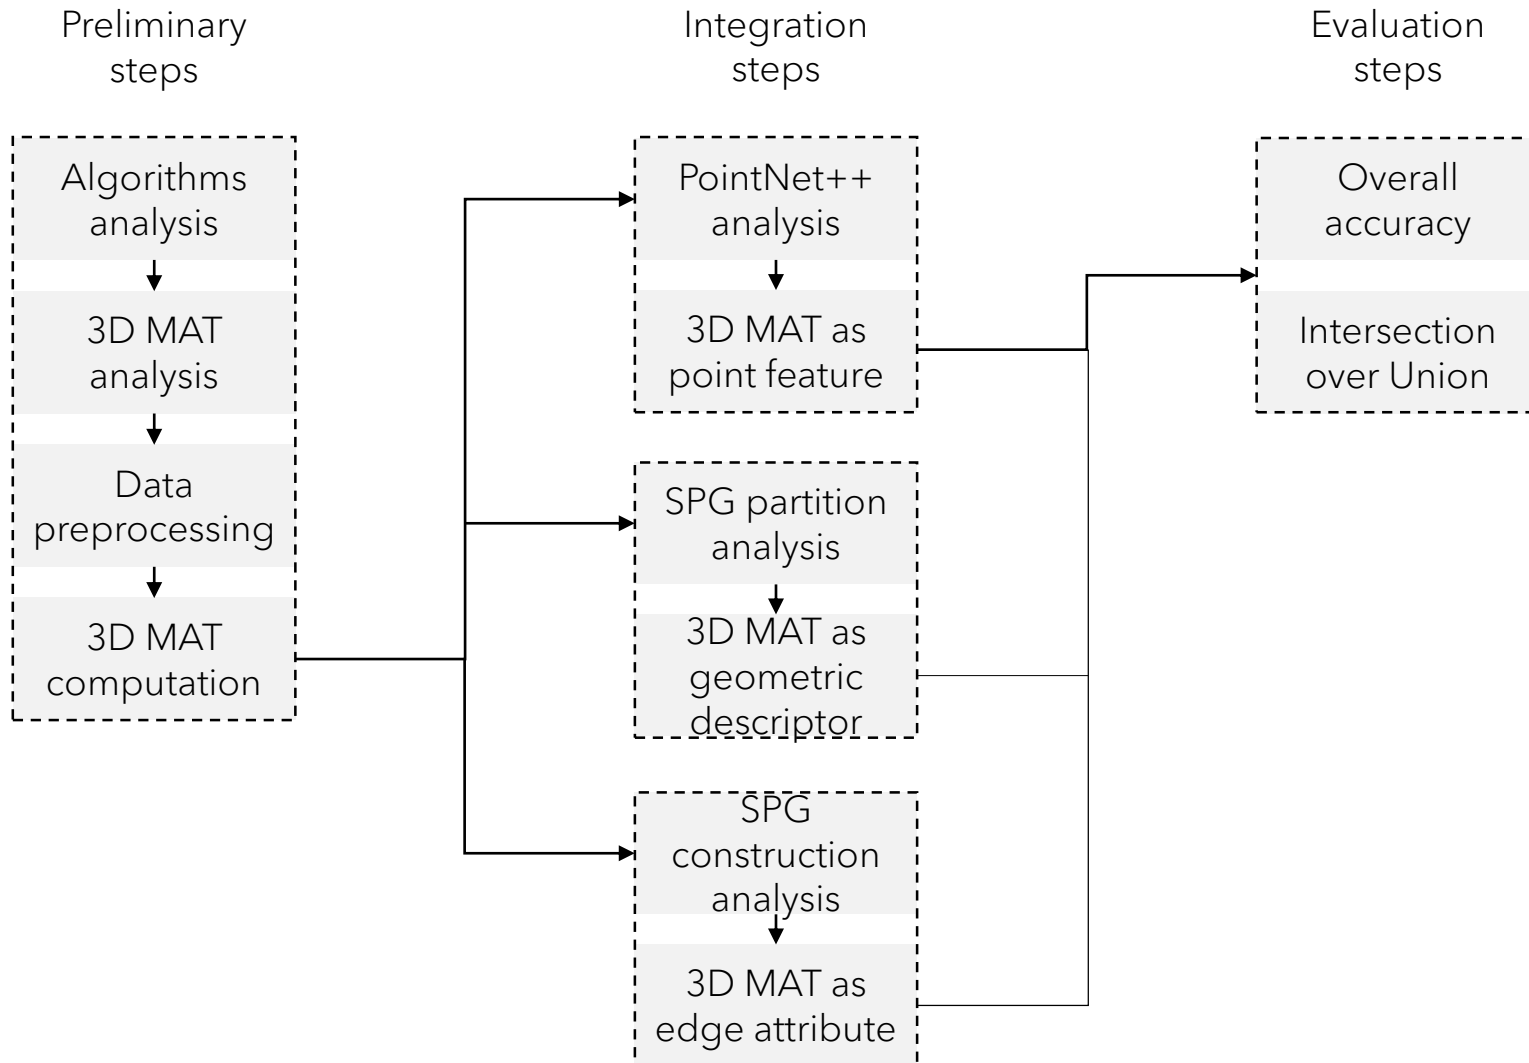 Preliminary
steps
Algorithms
analysis
3D MAT
analysis
Data
preprocessing
3D MAT
computation
Integration
steps
PointNet++
analysis
3D MAT as
point feature
SPG partition
analysis
3D MAT as
geometric
descriptor
SPG
construction
analysis
3D MAT as
edge attribute
Evaluation
steps
Overall
accuracy
Intersection
over Union